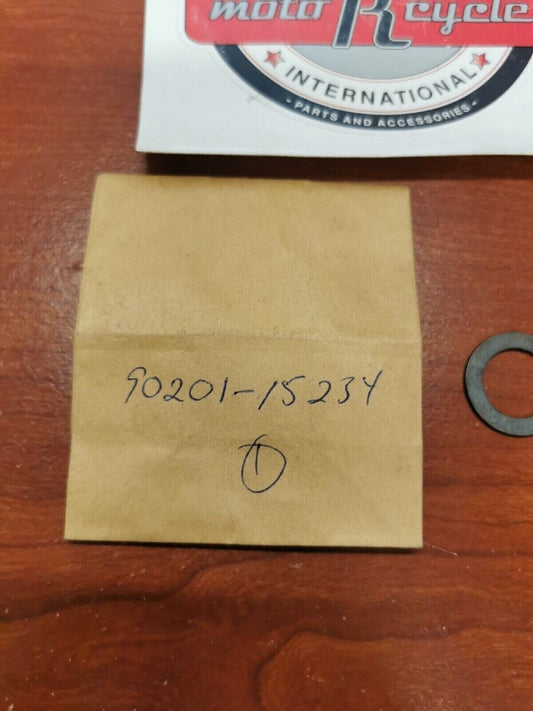 moto R cycle
INTERNATIONAL
- PARTS AND ACCESSORIES -
90201-15234
1